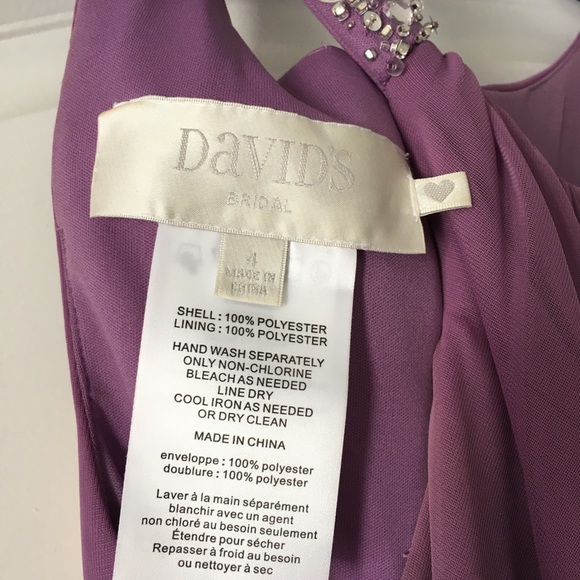 DaVID'S
BRIDAL
4
MADE IN
CHINA
SHELL : 100% POLYESTER
LINING : 100% POLYESTER
HAND WASH SEPARATELY
ONLY NON-CHLORINE
BLEACH AS NEEDED
LINE DRY
COOL IRON AS NEEDED
OR DRY CLEAN
MADE IN CHINA
enveloppe : 100% polyester
doublure : 100% polyester
Laver à la main séparément
blanchir avec un agent
non chloré au besoin seulement
Étendre pour sécher
Repasser à froid au besoin
ou nettoyer à sec